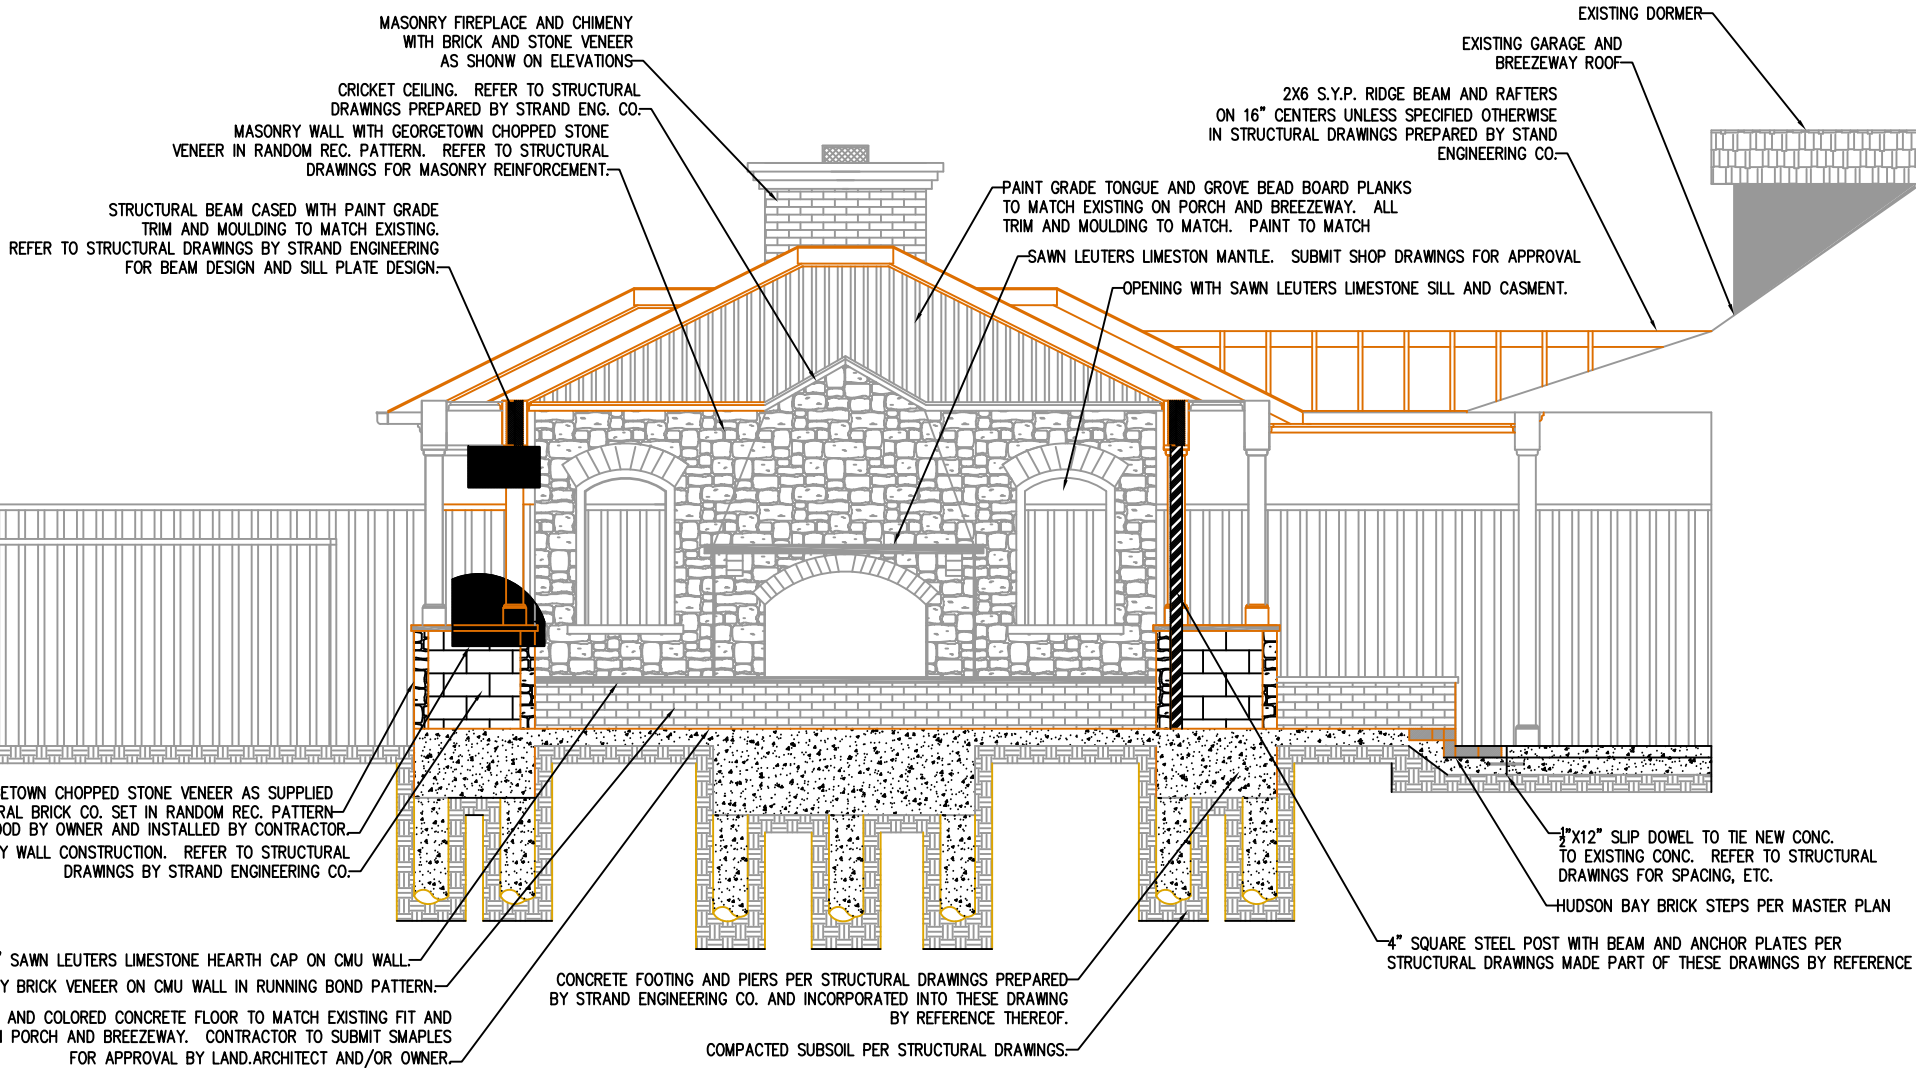 MASONRY FIREPLACE AND CHIMENY
WITH BRICK AND STONE VENEER
AS SHONW ON ELEVATIONS
CRICKET CEILING. REFER TO STRUCTURAL
DRAWINGS PREPARED BY STRAND ENG. CO.
MASONRY WALL WITH GEORGETOWN CHOPPED STONE
VENEER IN RANDOM REC. PATTERN. REFER TO STRUCTURAL
DRAWINGS FOR MASONRY REINFORCEMENT.
STRUCTURAL BEAM CASED WITH PAINT GRADE
TRIM AND MOULDING TO MATCH EXISTING.
REFER TO STRUCTURAL DRAWINGS BY STRAND ENGINEERING
FOR BEAM DESIGN AND SILL PLATE DESIGN.
EXISTING DORMER
EXISTING GARAGE AND
BREEZEWAY ROOF
2X6 S.Y.P. RIDGE BEAM AND RAFTERS
ON 16" CENTERS UNLESS SPECIFIED OTHERWISE
IN STRUCTURAL DRAWINGS PREPARED BY STAND
ENGINEERING CO.
PAINT GRADE TONGUE AND GROVE BEAD BOARD PLANKS
TO MATCH EXISTING ON PORCH AND BREEZEWAY. ALL
TRIM AND MOULDING TO MATCH. PAINT TO MATCH
SAWN LEUTERS LIMESTON MANTLE. SUBMIT SHOP DRAWINGS FOR APPROVAL
OPENING WITH SAWN LEUTERS LIMESTONE SILL AND CASMENT.
ETOWN CHOPPED STONE VENEER AS SUPPLIED
RAL BRICK CO. SET IN RANDOM REC. PATTERN
OOD BY OWNER AND INSTALLED BY CONTRACTOR.
Y WALL CONSTRUCTION. REFER TO STRUCTURAL
DRAWINGS BY STRAND ENGINEERING CO.
" SAWN LEUTERS LIMESTONE HEARTH CAP ON CMU WALL.
Y BRICK VENEER ON CMU WALL IN RUNNING BOND PATTERN.
AND COLORED CONCRETE FLOOR TO MATCH EXISTING FIT AND
PORCH AND BREEZEWAY. CONTRACTOR TO SUBMIT SMAPLES
FOR APPROVAL BY LAND.ARCHITECT AND/OR OWNER.
CONCRETE FOOTING AND PIERS PER STRUCTURAL DRAWINGS PREPARED
BY STRAND ENGINEERING CO. AND INCORPORATED INTO THESE DRAWING
BY REFERENCE THEREOF.
COMPACTED SUBSOIL PER STRUCTURAL DRAWINGS.
½"X12" SLIP DOWEL TO TIE NEW CONC.
TO EXISTING CONC. REFER TO STRUCTURAL
DRAWINGS FOR SPACING, ETC.
HUDSON BAY BRICK STEPS PER MASTER PLAN
4" SQUARE STEEL POST WITH BEAM AND ANCHOR PLATES PER
STRUCTURAL DRAWINGS MADE PART OF THESE DRAWINGS BY REFERENCE